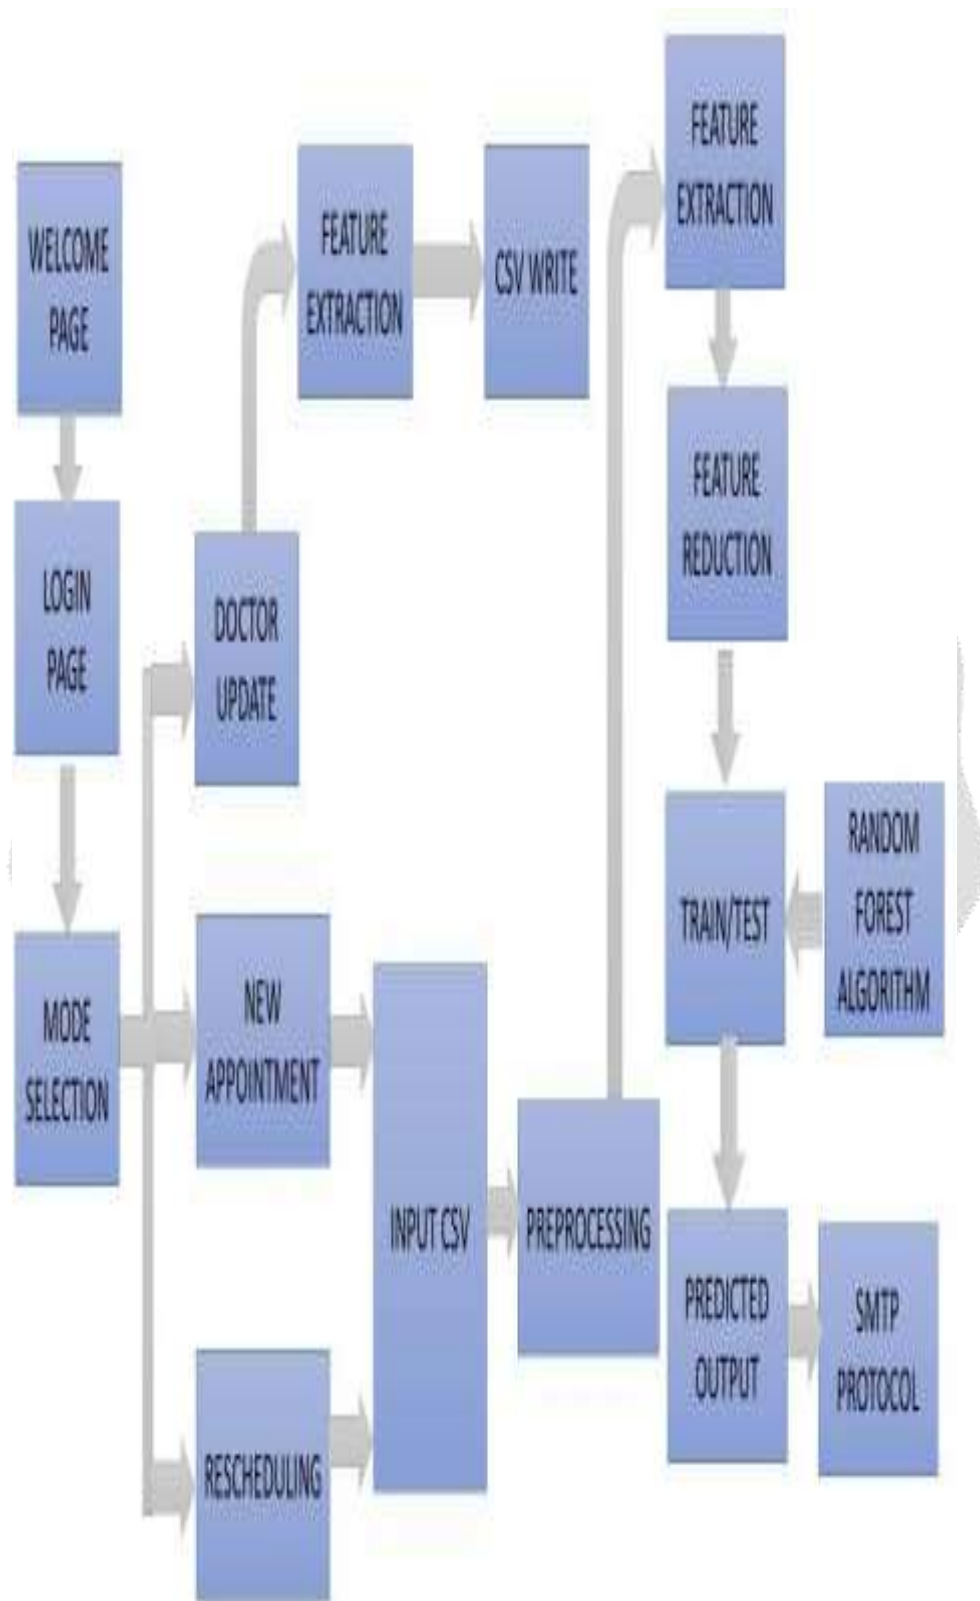 WELCOME
PAGE
LOGIN
PAGE
MODE
SELECTION
DOCTOR
UPDATE
NEW
APPOINTMENT
RESCHEDULING
FEATURE
EXTRACTION
CSV WRITE
INPUT CSV
PREPROCESSING
FEATURE
EXTRACTION
FEATURE
REDUCTION
TRAIN/TEST
RANDOM
FOREST
ALGORITHM
PREDICTED
OUTPUT
SMTP
PROTOCOL